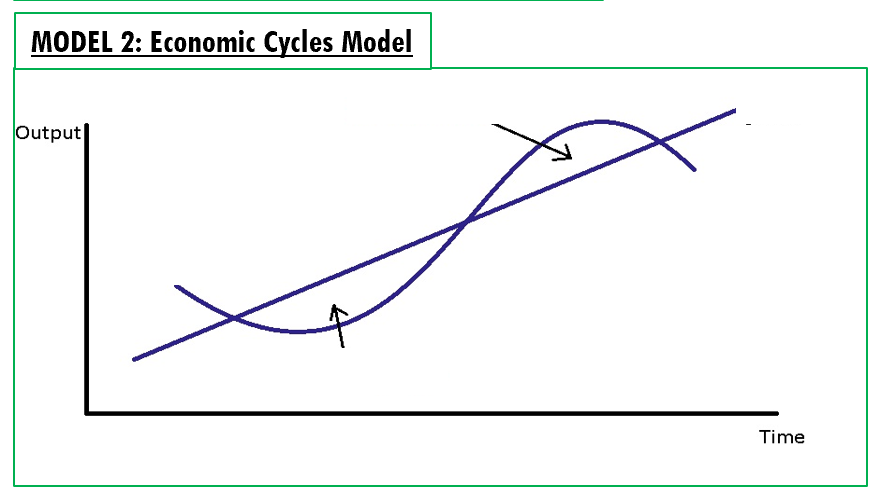 MODEL 2: Economic Cycles Model
Output
Time